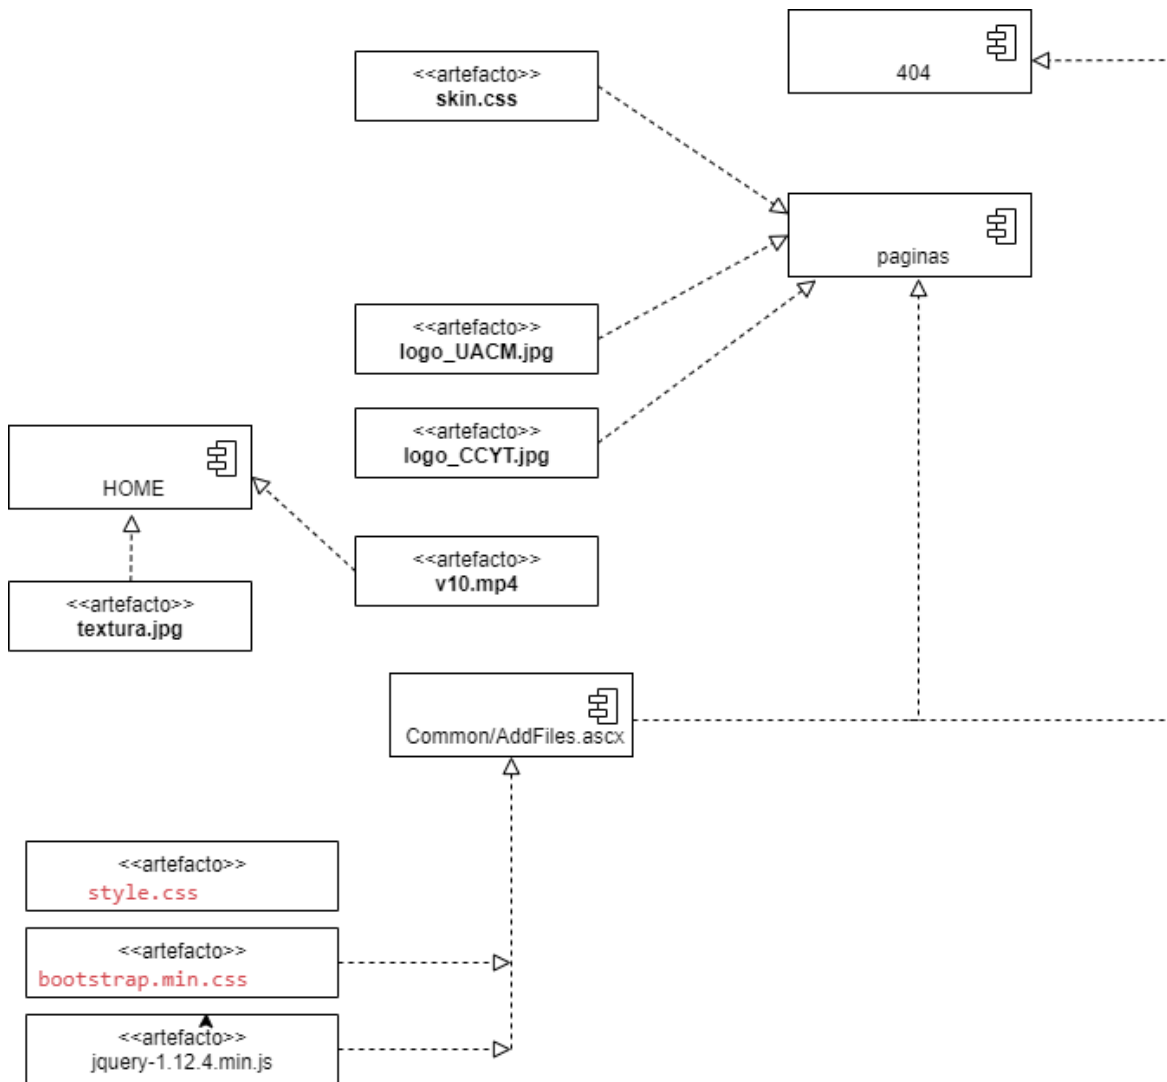 404
<<artefacto>>
skin.css
paginas
<<artefacto>>
logo_UACM.jpg
<<artefacto>>
logo_CCYT.jpg
HOME
<<artefacto>>
v10.mp4
<<artefacto>>
textura.jpg
Common/AddFiles.ascx
<<artefacto>>
style.css
<<artefacto>>
bootstrap.min.css
<<artefacto>>
jquery-1.12.4.min.js